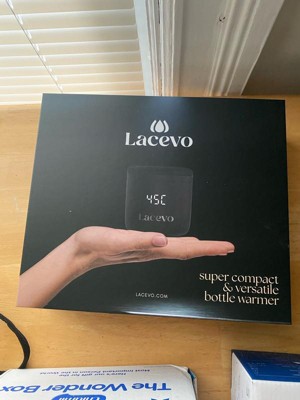 Lacevo
45C
Lacevo
super compact
& versatile
bottle warmer
LACEVO.COM
The Wonder Box